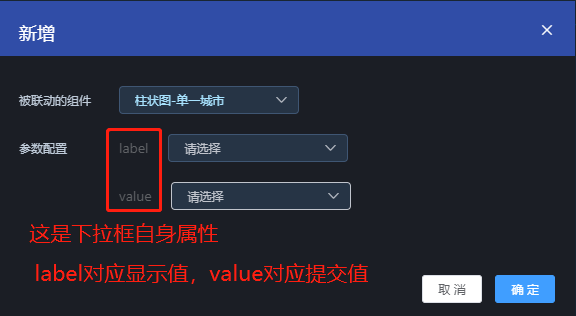 新增
被联动的组件 柱状图-单一城市
参数配置 label 请选择
value 请选择
这是下拉框自身属性
label对应显示值，value对应提交值
取消 确定